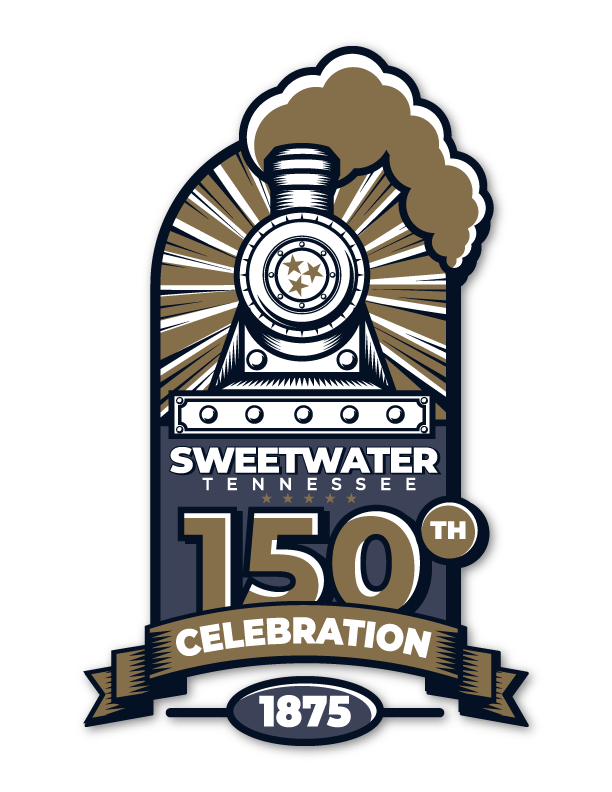 SWEETWATER
TENNESSEE
150TH
CELEBRATION
1875